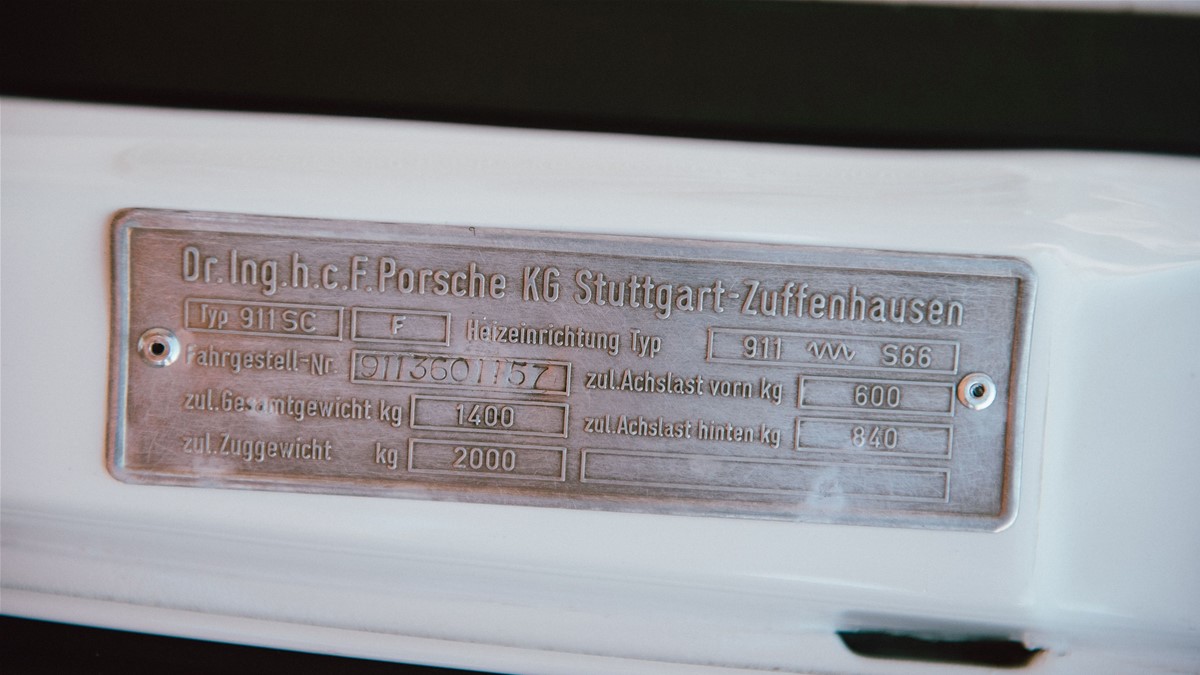 Dr.Ing.h.c.F.Porsche KG Stuttgart-Zuffenhausen
Typ 911SC F Heizeinrichtung Typ 911 S66
Fahrgestell-Nr. 9113601157 zul.Achslast vorn kg 600
zul.Gesamtgewicht kg 1400 zul.Achslast hinten kg 840
zul.Zuggewicht kg 2000